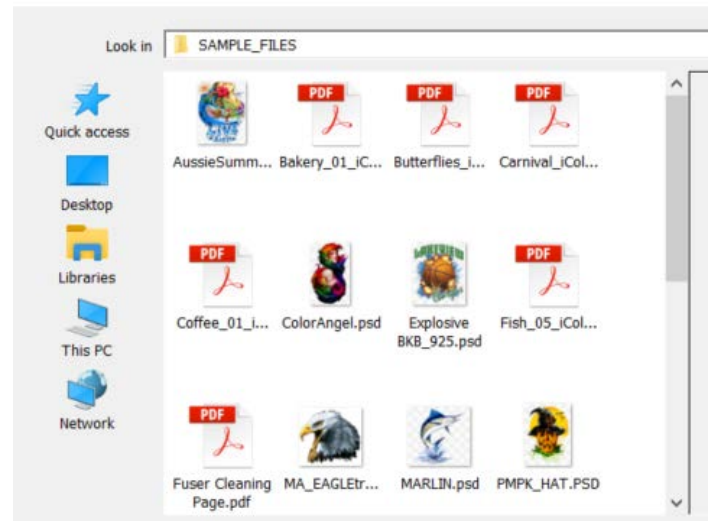 Look in
SAMPLE_FILES
Quick access
Desktop
Libraries
This PC
Network
PDF
PDF
PDF
AussieSumm...
Bakery_01_iC...
Butterflies_i...
Carnival_iCol...
PDF
PDF
Coffee_01_i...
ColorAngel.psd
Explosive
BKB_925.psd
Fish_05_iCol...
PDF
Fuser Cleaning
Page.pdf
MA_EAGLEtr...
MARLIN.psd
PMPK_HAT.PSD